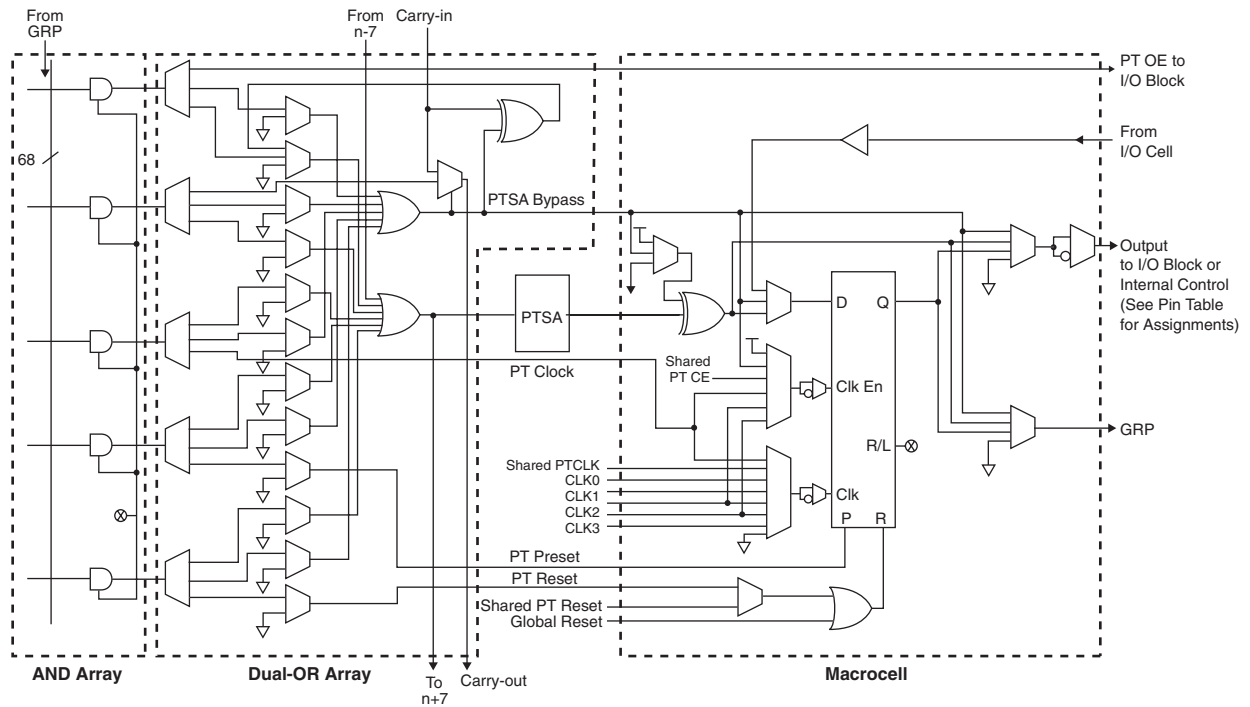 From
GRP
From
n-7
Carry-in
PT OE to
I/O Block
From
I/O Cell
68
PTSA Bypass
Output
to I/O Block or
Internal Control
(See Pin Table
for Assignments)
D
Q
PTSA
Shared
PT CE
PT Clock
Clk En
GRP
R/L
Shared PTCLK
CLK0
CLK1
CLK2
CLK3
Clk
P
R
PT Preset
PT Reset
Shared PT Reset
Global Reset
AND Array
Dual-OR Array
To
n+7
Carry-out
Macrocell